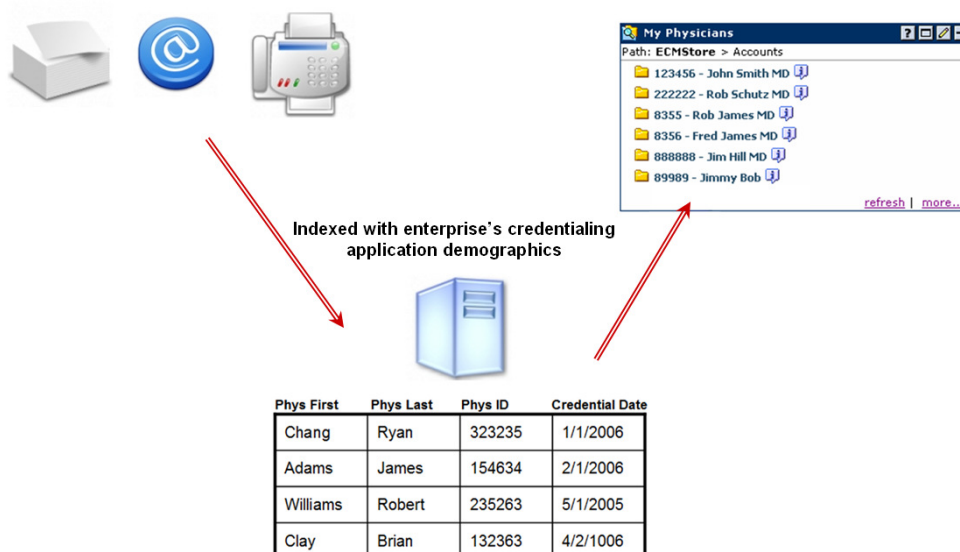 My Physicians
Path: ECMStore > Accounts
123456 - John Smith MD
222222 - Rob Schutz MD
8355 - Rob James MD
8356 - Fred James MD
888888 - Jim Hill MD
89989 - Jimmy Bob
refresh | more..
Indexed with enterprise's credentialing
application demographics
Phys First Phys Last Phys ID Credential Date
Chang Ryan 323235 1/1/2006
Adams James 154634 2/1/2006
Williams Robert 235263 5/1/2005
Clay Brian 132363 4/2/1006